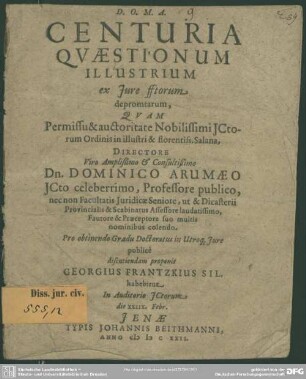 D. O. M. A.
CENTURIA
QVÆSTIONUM
ILLUSTRIUM
ex Jure fftorum
depromtarum,
QVAM
Permissu & auctoritate Nobilissimi JCto-
rum Ordinis in illustri & florentiss. Salana,
DIRECTORE
Viro Amplissimo & Consultissimo
Dn. DOMINICO ARUMÆO
JCto celeberrimo, Professore publico,
nec non Facultatis Juridicæ Seniore, ut & Dicasterii
Provincialis & Scabinatus Assessore laudatissimo,
Fautore & Præceptore suo multis
nominibus colendo.
Pro obtinendo Gradu Doctoratus in Utroq; Jure
publicè
discutiendam proponit
GEORGIUS FRANTZKIUS SIL.
habebitur
In Auditorio JCtorum
die XXIIX. Febr.
JENÆ
TYPIS JOHANNIS BEITHMANNI,
ANNO
Diss. jur. civ.
555,12